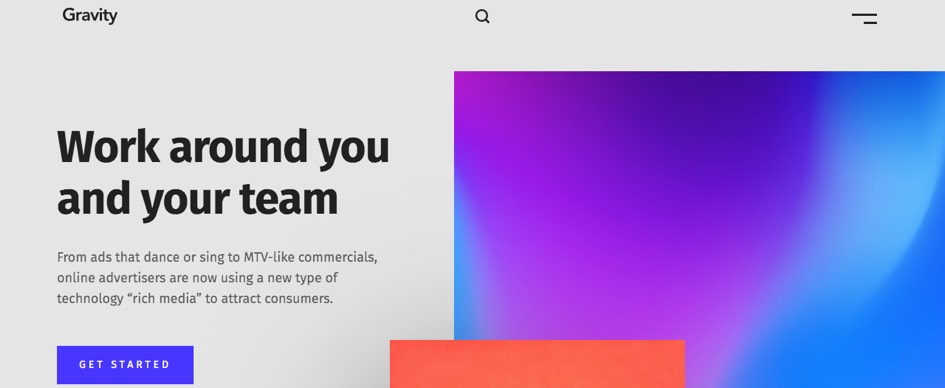 Gravity
Work around you
and your team
From ads that dance or sing to MTV-like commercials,
online advertisers are now using a new type of
technology “rich media” to attract consumers.
GET STARTED